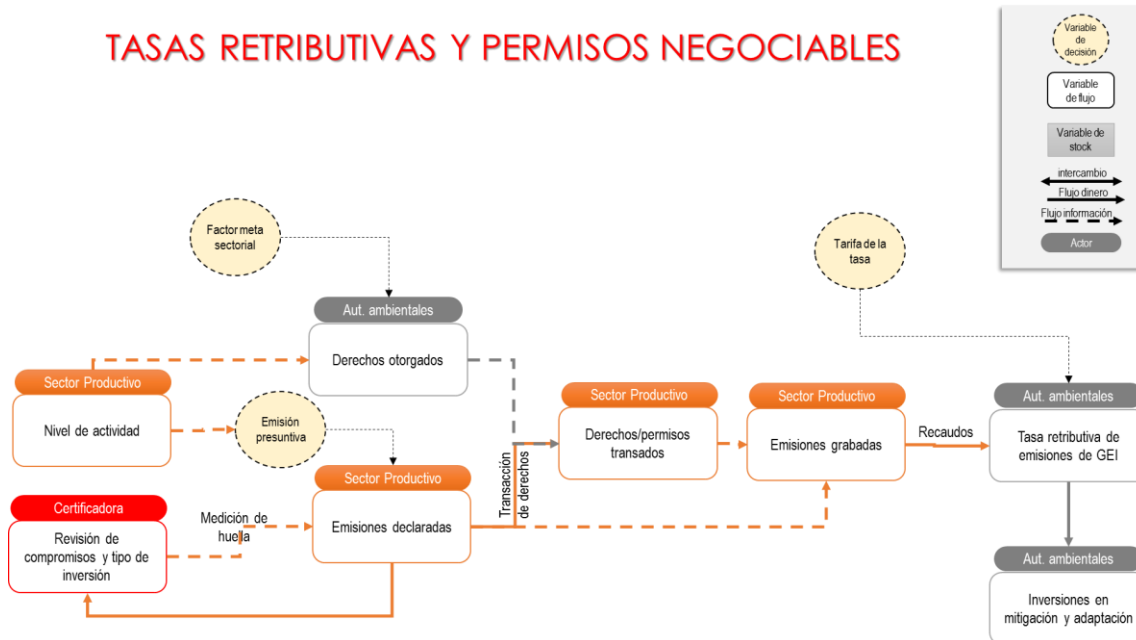 TASAS RETRIBUTIVAS Y PERMISOS NEGOCIABLES
Variable
de
decisión
Variable
de flujo
Variable de
stock
intercambio
Flujo dinero
Flujo información
Actor
Factor meta
sectorial
Tarifa de la
tasa
Aut. ambientales
Derechos otorgados
Sector Productivo
Nivel de actividad
Emisión
presuntiva
Sector Productivo
Derechos/permisos
transados
Sector Productivo
Emisiones grabadas
Recaudos
Aut. ambientales
Tasa retributiva de
emisiones de GEI
Certificadora
Revisión de
compromisos y tipo de
inversión
Medición de
huella
Sector Productivo
Emisiones declaradas
Transacción
de derechos
Aut. ambientales
Inversiones en
mitigación y adaptación